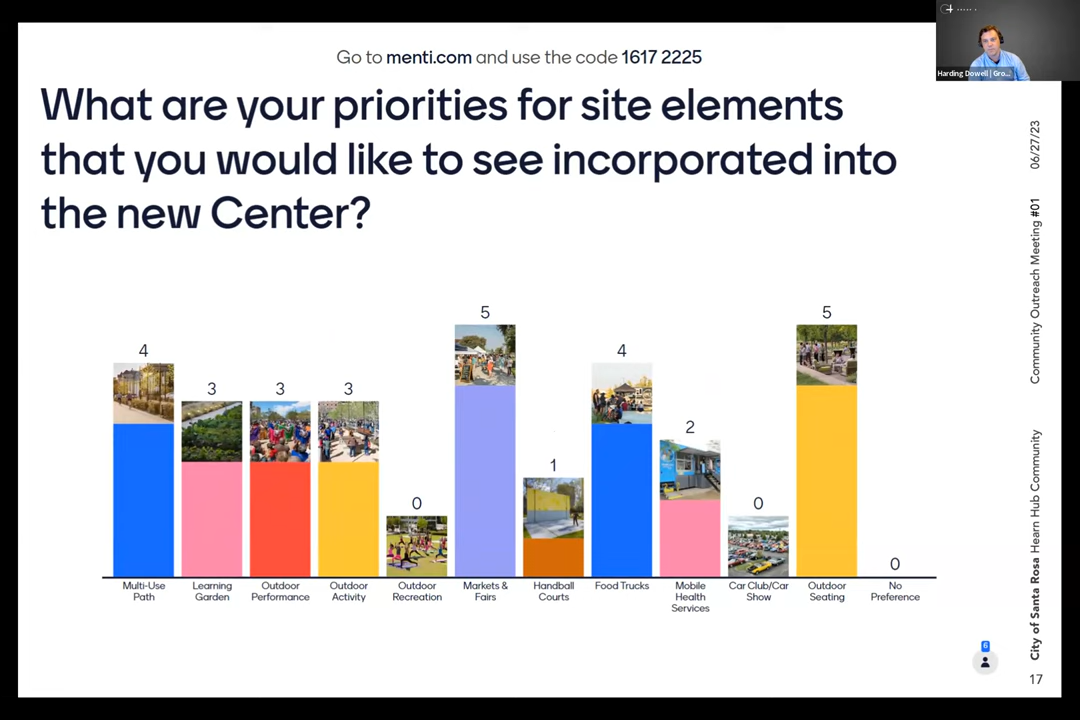 Go to menti.com and use the code 1617 2225
What are your priorities for site elements
that you would like to see incorporated into
the new Center?
4
3
3
3
0
5
1
4
2
0
5
0
Multi-Use
Path
Learning
Garden
Outdoor
Performance
Outdoor
Activity
Outdoor
Recreation
Markets &
Fairs
Handball
Courts
Food Trucks
Mobile
Health
Services
Car Club/Car
Show
Outdoor
Seating
No
Preference
6
Harding Dowell | Gro...
City of Santa Rosa Hearn Hub Community Community Outreach Meeting #01 06/27/23
17